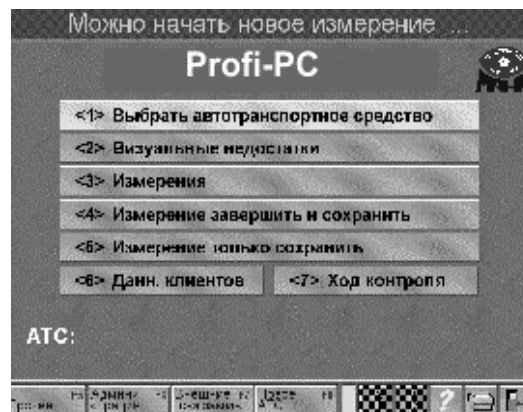 Можно начать новое измерение ...
Profi-PC
<1> Выбрать автотранспортное средство
<2> Визуальные недостатки
<3> Измерения
<4> Измерение завершить и сохранить
<5> Измерение только сохранить
<6> Данн. клиентов <7> Ход контроля
АТС:
?